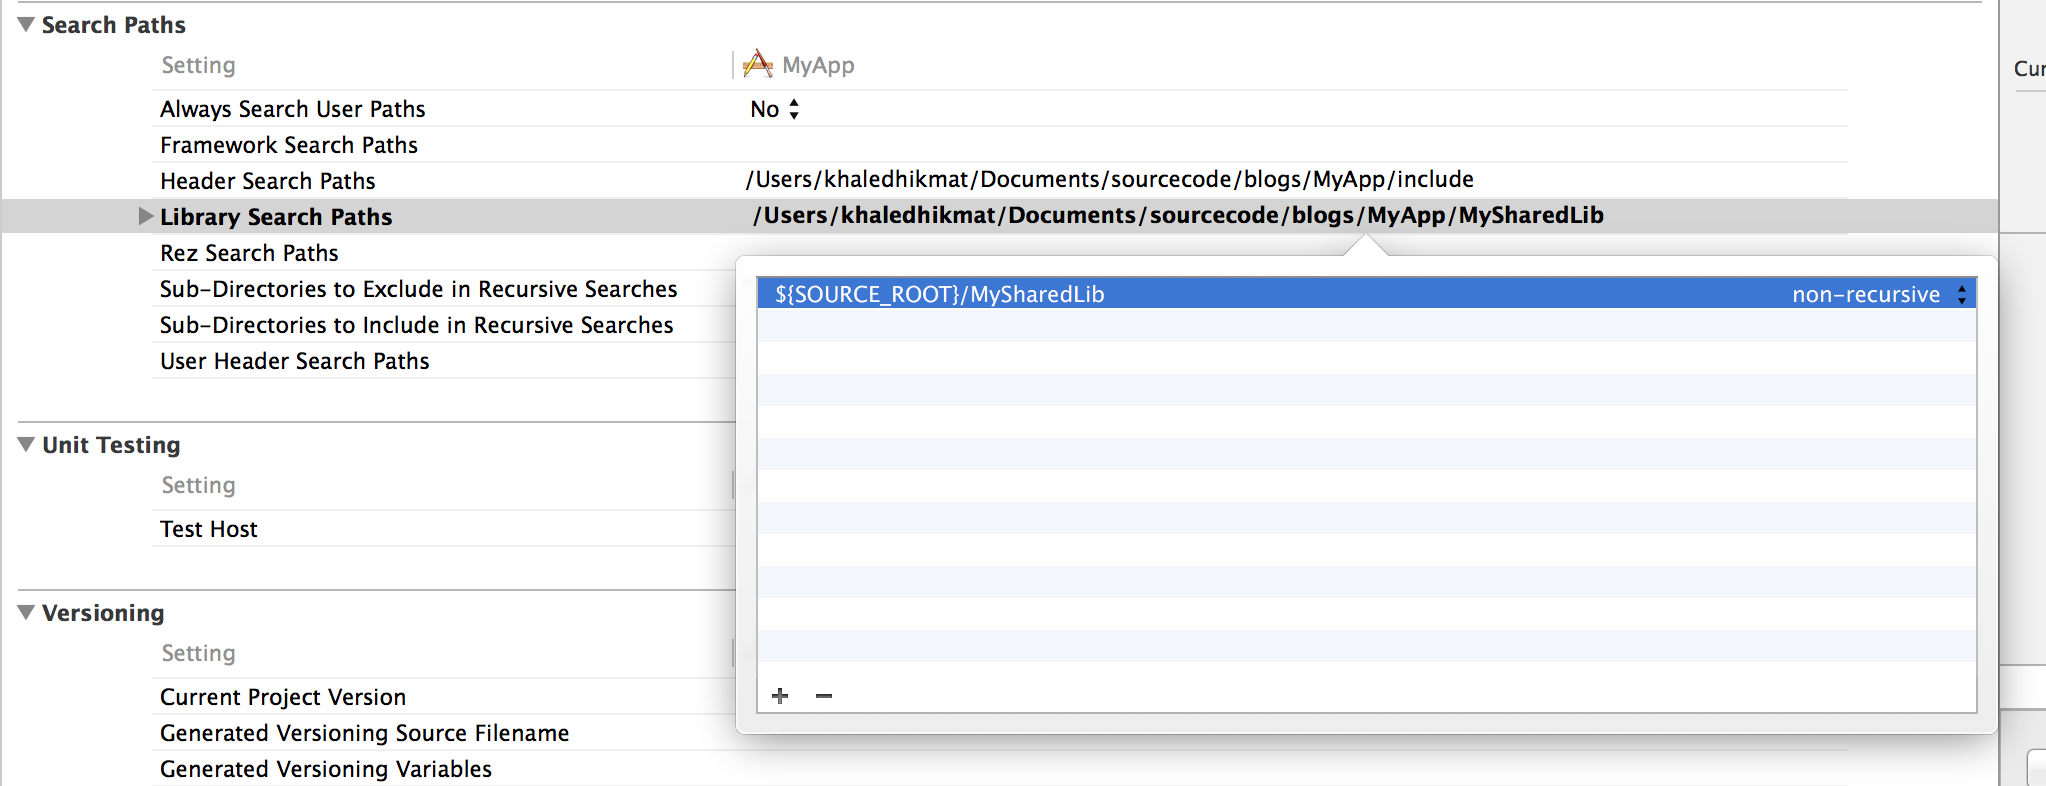 Search Paths
Setting MyApp
Always Search User Paths No
Framework Search Paths
Header Search Paths /Users/khaledhikmat/Documents/sourcecode/blogs/MyApp/include
Library Search Paths /Users/khaledhikmat/Documents/sourcecode/blogs/MyApp/MySharedLib
Rez Search Paths
${SOURCE_ROOT}/MySharedLib non-recursive
Sub-Directories to Exclude in Recursive Searches
Sub-Directories to Include in Recursive Searches
User Header Search Paths
Unit Testing
Setting
Test Host
Versioning
Setting
Current Project Version
Generated Versioning Source Filename
Generated Versioning Variables